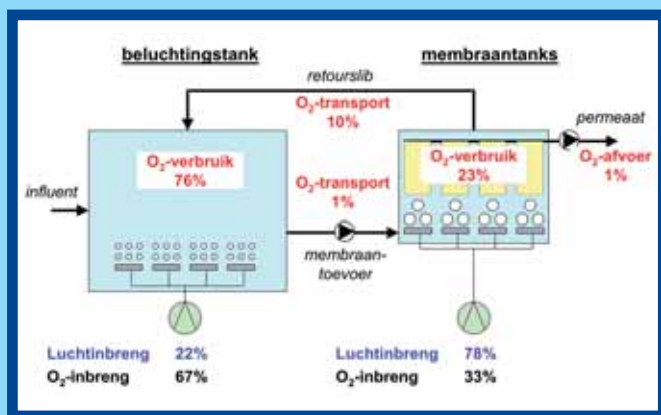 beluchtingstank
membraantanks
retourslib
O₂-transport
10%
permeaat
O₂-verbruik
76%
O₂-verbruik
23%
O₂-afvoer
1%
influent
O₂-transport
1%
membraan-
toevoer
Luchtinbreng 22%
O₂-inbreng 67%
Luchtinbreng 78%
O₂-inbreng 33%